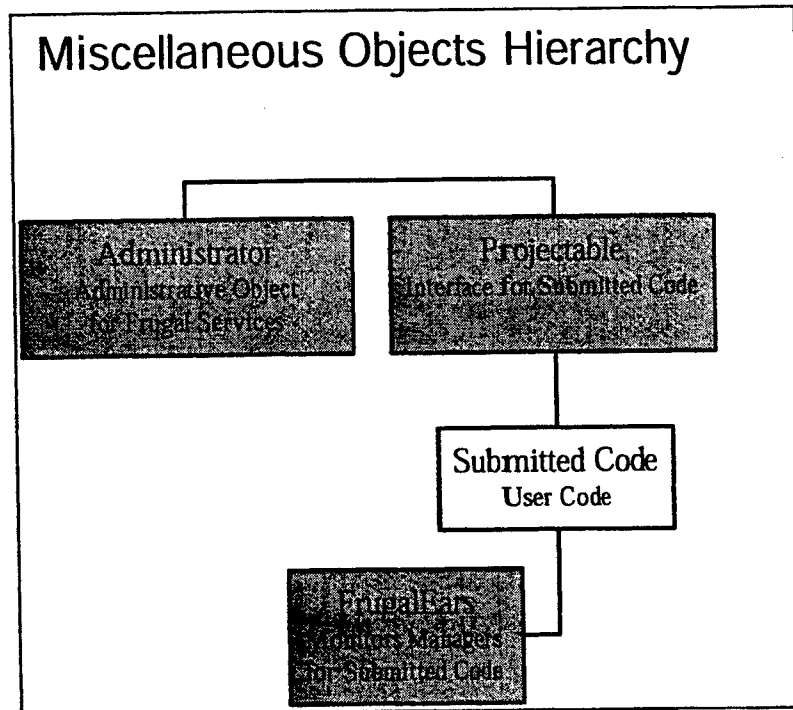 Miscellaneous Objects Hierarchy
Administrator
Administrative Object
for Frugal Services
Projectable
Interface for Submitted Code
Submitted Code
User Code
FrugalEars
Monitors Managers
for Submitted Code